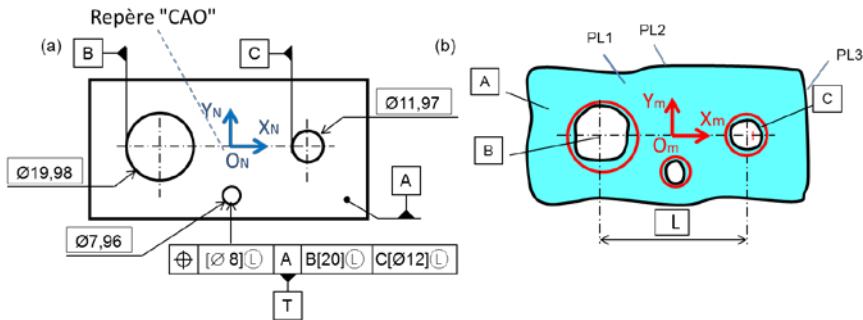 Repère "CAO"
(a)
B
C
Y_N
X_N
O_N
Ø11,97
Ø19,98
A
Ø7,96
⌖ [Ø 8]Ⓛ A B[20]Ⓛ C[Ø12]Ⓛ
T
(b)
PL1
PL2
PL3
A
C
Y_m
X_m
O_m
B
L